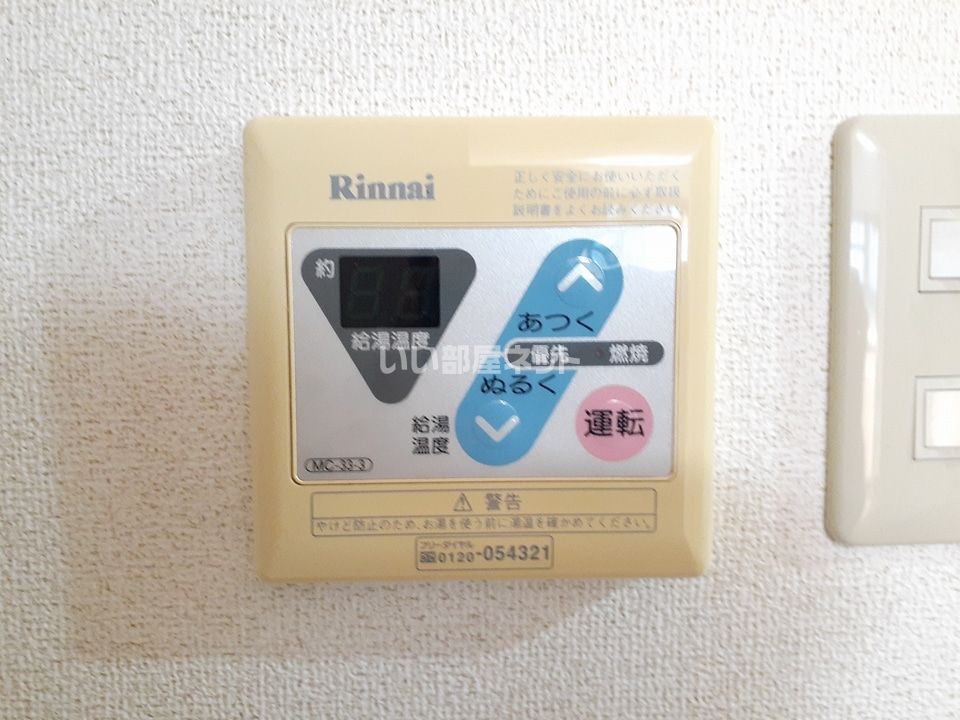 Rinnai
正しく安全にお使いいただく
ためにご使用の前に必ず取扱
説明書をよくお読みください。
約
給湯温度
あつく
優先 燃焼
いい部屋ネット
ぬるく
給湯
温度
運転
MC-33-3
⚠ 警告
やけど防止のため、お湯を使う前に湯温を確かめてください。
フリーダイヤル
0120-054321